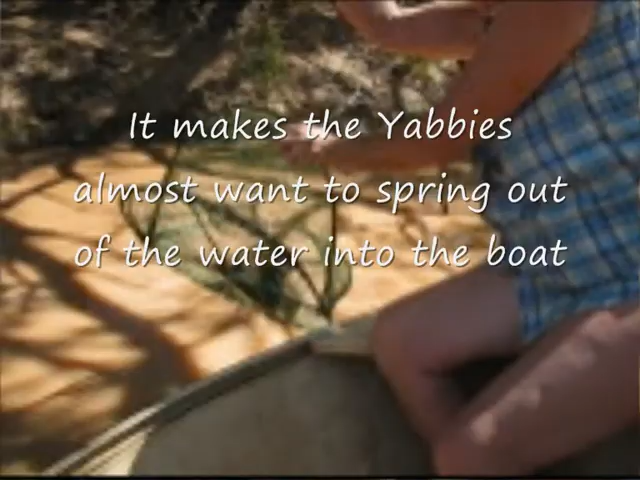 It makes the Yabbies
almost want to spring out
of the water into the boat